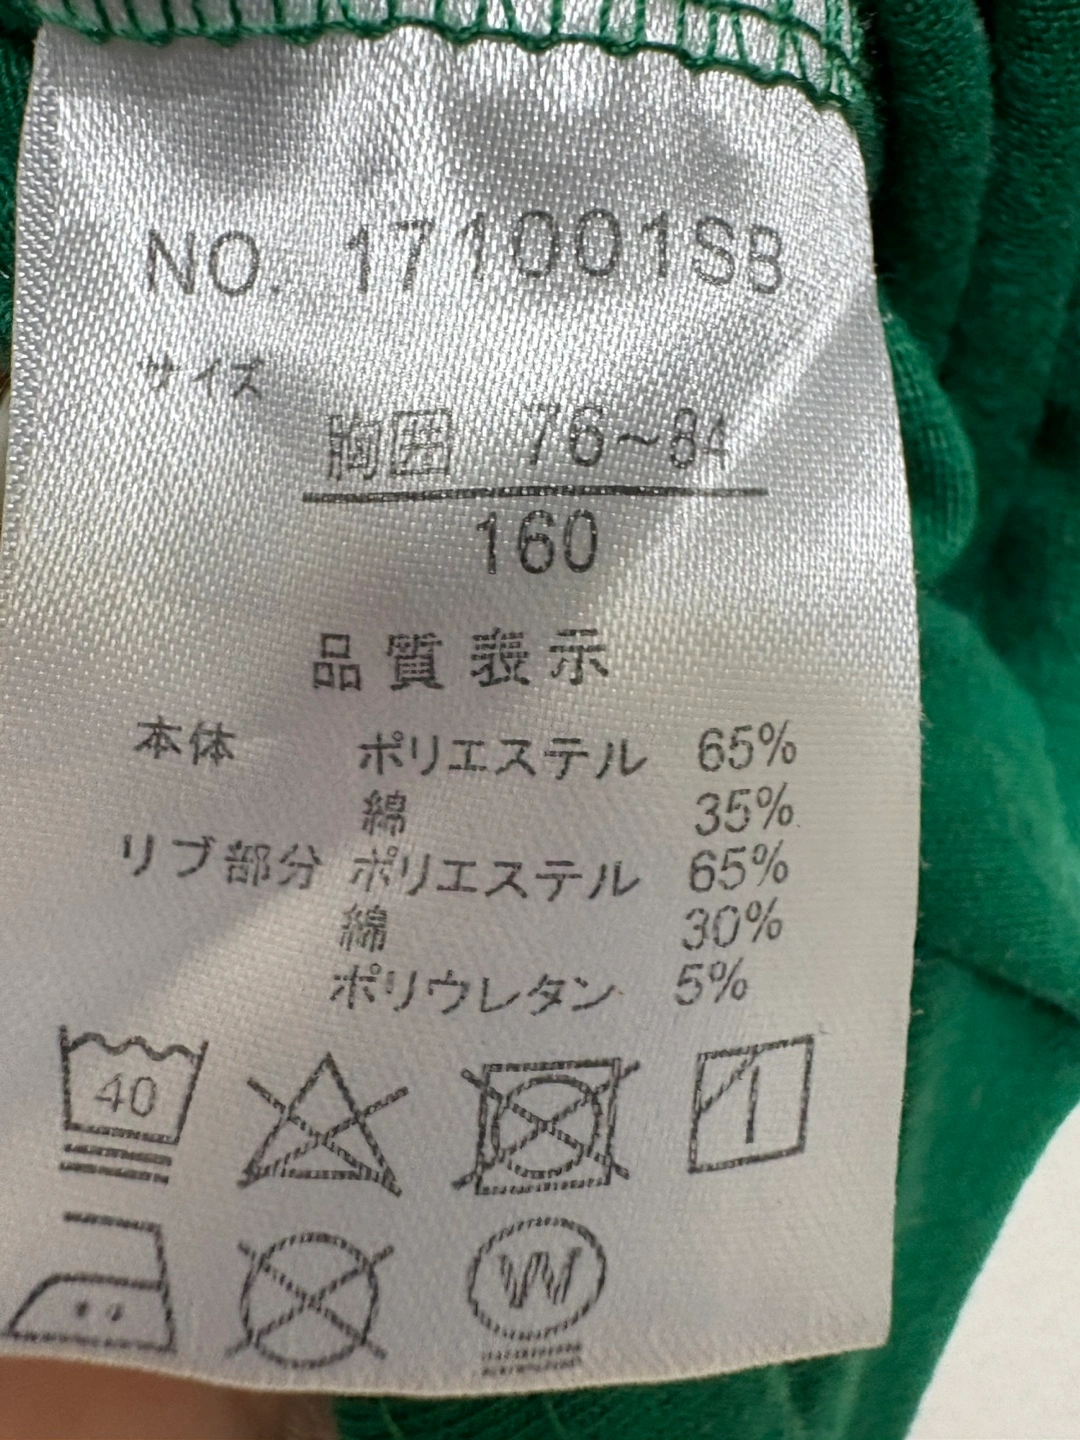 NO. 171001SB
サイズ
胸囲 76~84
160
品質表示
本体 ポリエステル 65%
綿 35%
リブ部分 ポリエステル 65%
綿 30%
ポリウレタン 5%
40
W